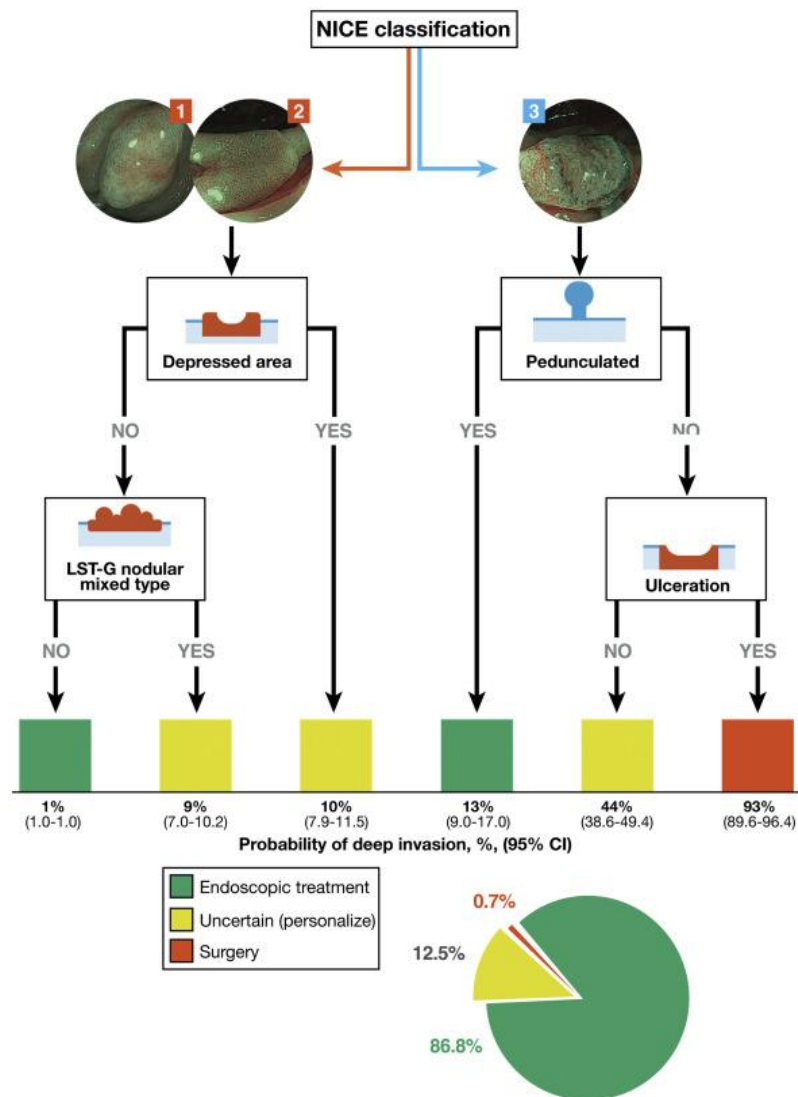 NICE classification
1
2
3
Depressed area
Pedunculated
NO
YES
YES
NO
LST-G nodular
mixed type
Ulceration
NO
YES
NO
YES
1%
(1.0-1.0)
9%
(7.0-10.2)
10%
(7.9-11.5)
13%
(9.0-17.0)
44%
(38.6-49.4)
93%
(89.6-96.4)
Probability of deep invasion, %, (95% CI)
Endoscopic treatment
Uncertain (personalize)
Surgery
0.7%
12.5%
86.8%